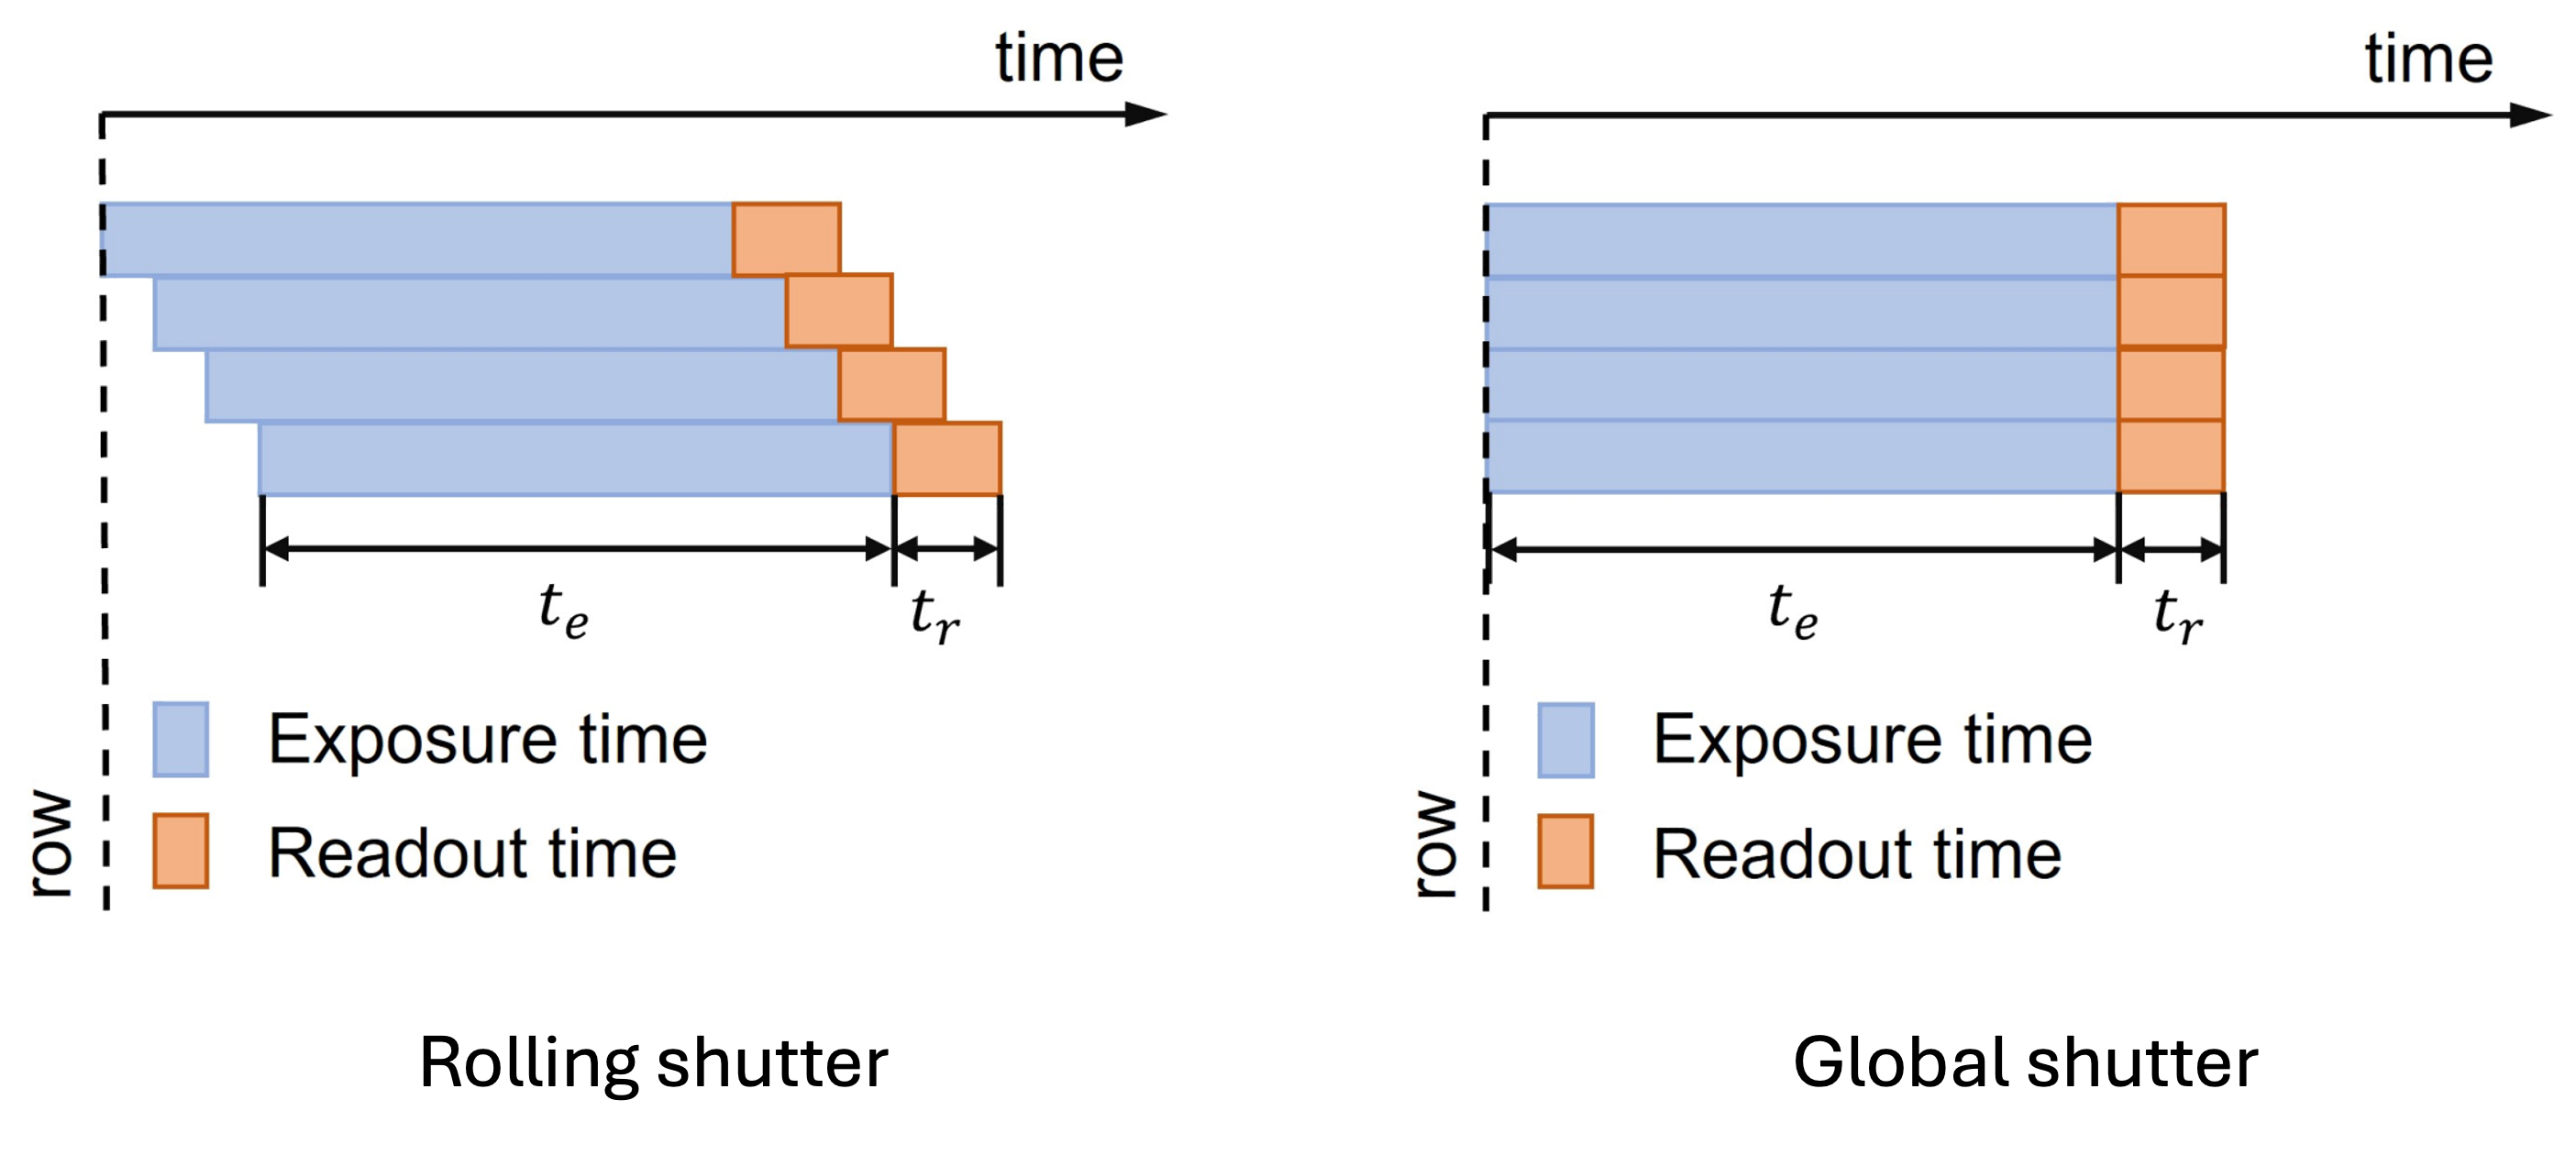 time
t_e
t_r
Exposure time
Readout time
row
Rolling shutter
time
t_e
t_r
Exposure time
Readout time
row
Global shutter